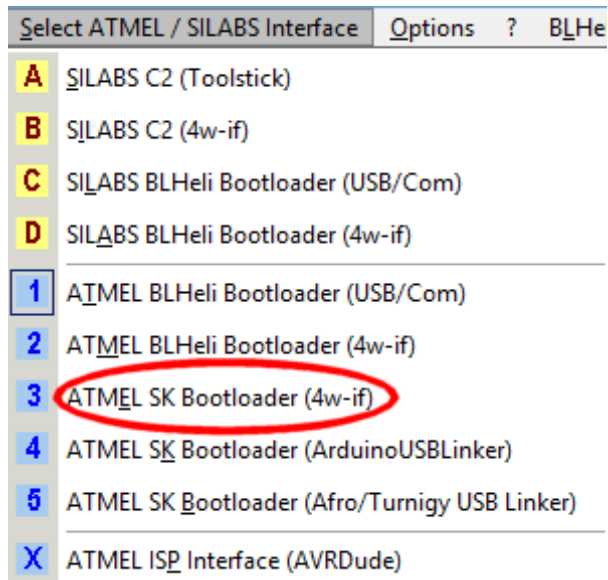 Select ATMEL / SILABS Interface Options ? BLHe
A SILABS C2 (Toolstick)
B SILABS C2 (4w-if)
C SILABS BLHeli Bootloader (USB/Com)
D SILABS BLHeli Bootloader (4w-if)
1 ATMEL BLHeli Bootloader (USB/Com)
2 ATMEL BLHeli Bootloader (4w-if)
3 ATMEL SK Bootloader (4w-if)
4 ATMEL SK Bootloader (ArduinoUSBLinker)
5 ATMEL SK Bootloader (Afro/Turnigy USB Linker)
X ATMEL ISP Interface (AVRDude)